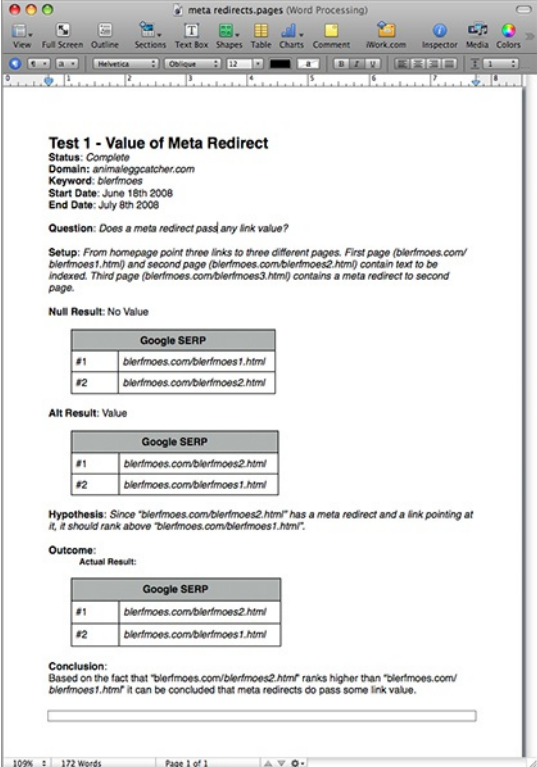 meta redirects.pages (Word Processing)
View Full Screen Outline Sections Text Box Shapes Table Charts Comment iWork.com Inspector Media Colors
Helvetica Oblique 12 a B I U 1
0 1 2 3 4 5 6 7 8
Test 1 - Value of Meta Redirect
Status: Complete
Domain: animaleggcatcher.com
Keyword: blerfmoes
Start Date: June 18th 2008
End Date: July 8th 2008
Question: Does a meta redirect pass any link value?
Setup: From homepage point three links to three different pages. First page (blerfmoes.com/
blerfmoes1.html) and second page (blerfmoes.com/blerfmoes2.html) contain text to be
indexed. Third page (blerfmoes.com/blerfmoes3.html) contains a meta redirect to second
page.
Null Result: No Value
Google SERP
#1 blerfmoes.com/blerfmoes1.html
#2 blerfmoes.com/blerfmoes2.html
Alt Result: Value
Google SERP
#1 blerfmoes.com/blerfmoes2.html
#2 blerfmoes.com/blerfmoes1.html
Hypothesis: Since "blerfmoes.com/blerfmoes2.html" has a meta redirect and a link pointing at
it, it should rank above "blerfmoes.com/blerfmoes1.html".
Outcome:
Actual Result:
Google SERP
#1 blerfmoes.com/blerfmoes2.html
#2 blerfmoes.com/blerfmoes1.html
Conclusion:
Based on the fact that "blerfmoes.com/blerfmoes2.html" ranks higher than "blerfmoes.com/
blerfmoes1.html" it can be concluded that meta redirects do pass some link value.
109% 172 Words Page 1 of 1